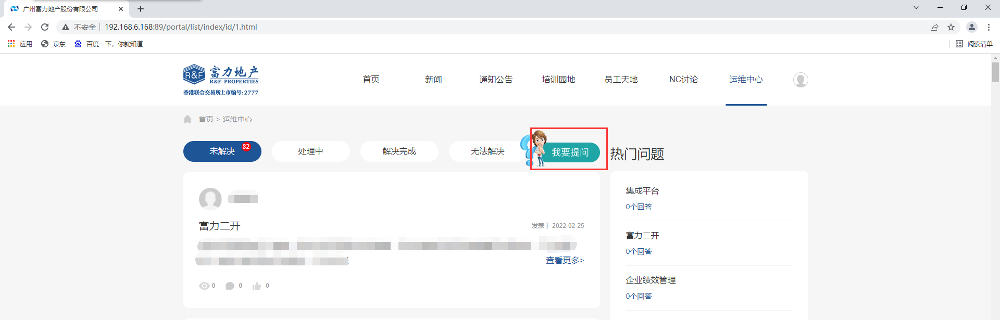 广州富力地产股份有限公司
不安全 192.168.6.168:89/portal/list/index/id/1.html
应用 京东 百度一下，你就知道 阅读清单
R&F 富力地产
R&F PROPERTIES
香港联合交易所上市编号:2777
首页 新闻 通知公告 培训园地 员工天地 NC讨论 运维中心
首页 > 运维中心
未解决 82 处理中 解决完成 无法解决 我要提问
热门问题
富力二开
发表于 2022-02-25
查看更多>
0 0 0
集成平台
0个回答
富力二开
0个回答
企业绩效管理
0个回答